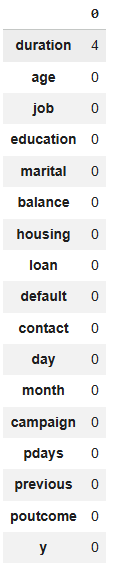 0
duration 4
age 0
job 0
education 0
marital 0
balance 0
housing 0
loan 0
default 0
contact 0
day 0
month 0
campaign 0
pdays 0
previous 0
poutcome 0
y 0